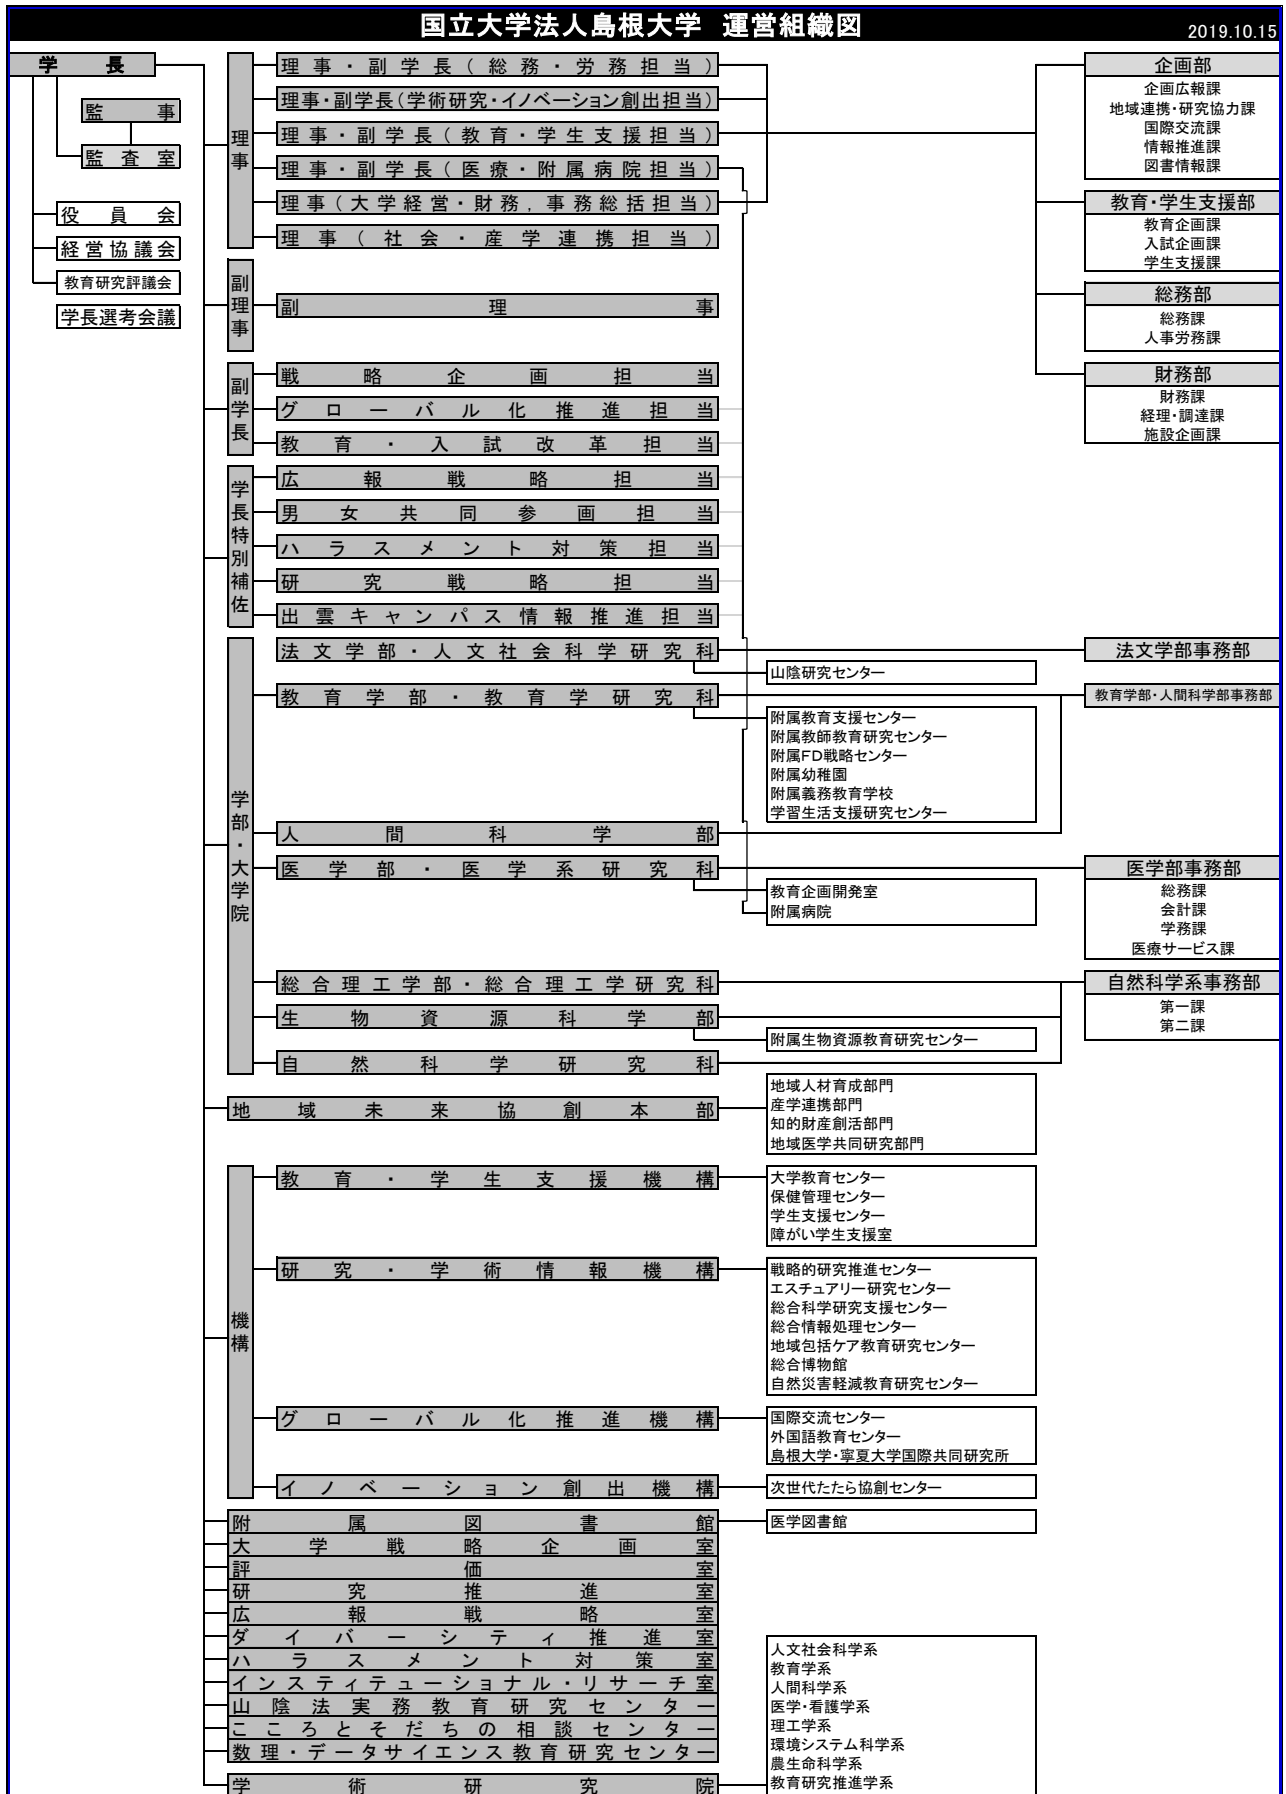 国立大学法人島根大学 運営組織図
2019.10.15
学長
監事
監査室
役員会
経営協議会
教育研究評議会
学長選考会議
理事
理事・副学長(総務・労務担当)
理事・副学長(学術研究・イノベーション創出担当)
理事・副学長(教育・学生支援担当)
理事・副学長(医療・附属病院担当)
理事(大学経営・財務,事務総括担当)
理事(社会・産学連携担当)
副理事
副理事
副学長
戦略企画担当
グローバル化推進担当
教育・入試改革担当
学長特別補佐
広報戦略担当
男女共同参画担当
ハラスメント対策担当
研究戦略担当
出雲キャンパス情報推進担当
企画部
企画広報課
地域連携・研究協力課
国際交流課
情報推進課
図書情報課
教育・学生支援部
教育企画課
入試企画課
学生支援課
総務部
総務課
人事労務課
財務部
財務課
経理・調達課
施設企画課
学部・大学院
法文学部・人文社会科学研究科
山陰研究センター
法文学部事務部
教育学部・教育学研究科
附属教育支援センター
附属教師教育研究センター
附属FD戦略センター
附属幼稚園
附属義務教育学校
学習生活支援研究センター
教育学部・人間科学部事務部
人間科学部
医学部・医学系研究科
教育企画開発室
附属病院
医学部事務部
総務課
会計課
学務課
医療サービス課
総合理工学部・総合理工学研究科
生物資源科学部
附属生物資源教育研究センター
自然科学研究科
自然科学系事務部
第一課
第二課
地域未来協創本部
地域人材育成部門
産学連携部門
知的財産創活部門
地域医学共同研究部門
機構
教育・学生支援機構
大学教育センター
保健管理センター
学生支援センター
障がい学生支援室
研究・学術情報機構
戦略的研究推進センター
エスチュアリー研究センター
総合科学研究支援センター
総合情報処理センター
地域包括ケア教育研究センター
総合博物館
自然災害軽減教育研究センター
グローバル化推進機構
国際交流センター
外国語教育センター
島根大学・寧夏大学国際共同研究所
イノベーション創出機構
次世代たたら協創センター
附属図書館
医学図書館
大学戦略企画室
評価室
研究推進室
広報戦略室
ダイバーシティ推進室
ハラスメント対策室
インスティテューショナル・リサーチ室
山陰法実務教育研究センター
こころとそだちの相談センター
数理・データサイエンス教育研究センター
学術研究院
人文社会科学系
教育学系
人間科学系
医学・看護学系
理工学系
環境システム科学系
農生命科学系
教育研究推進学系